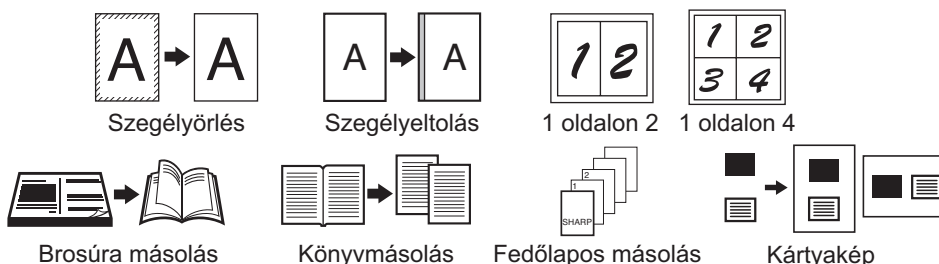 A A
A A
1 2
1 2
3 4
Szegélyörlés Szegélyeltolás 1 oldalon 2 1 oldalon 4
2
1
SHARP
Brosúra másolás Könyvmásolás Fedőlapos másolás Kártyakép